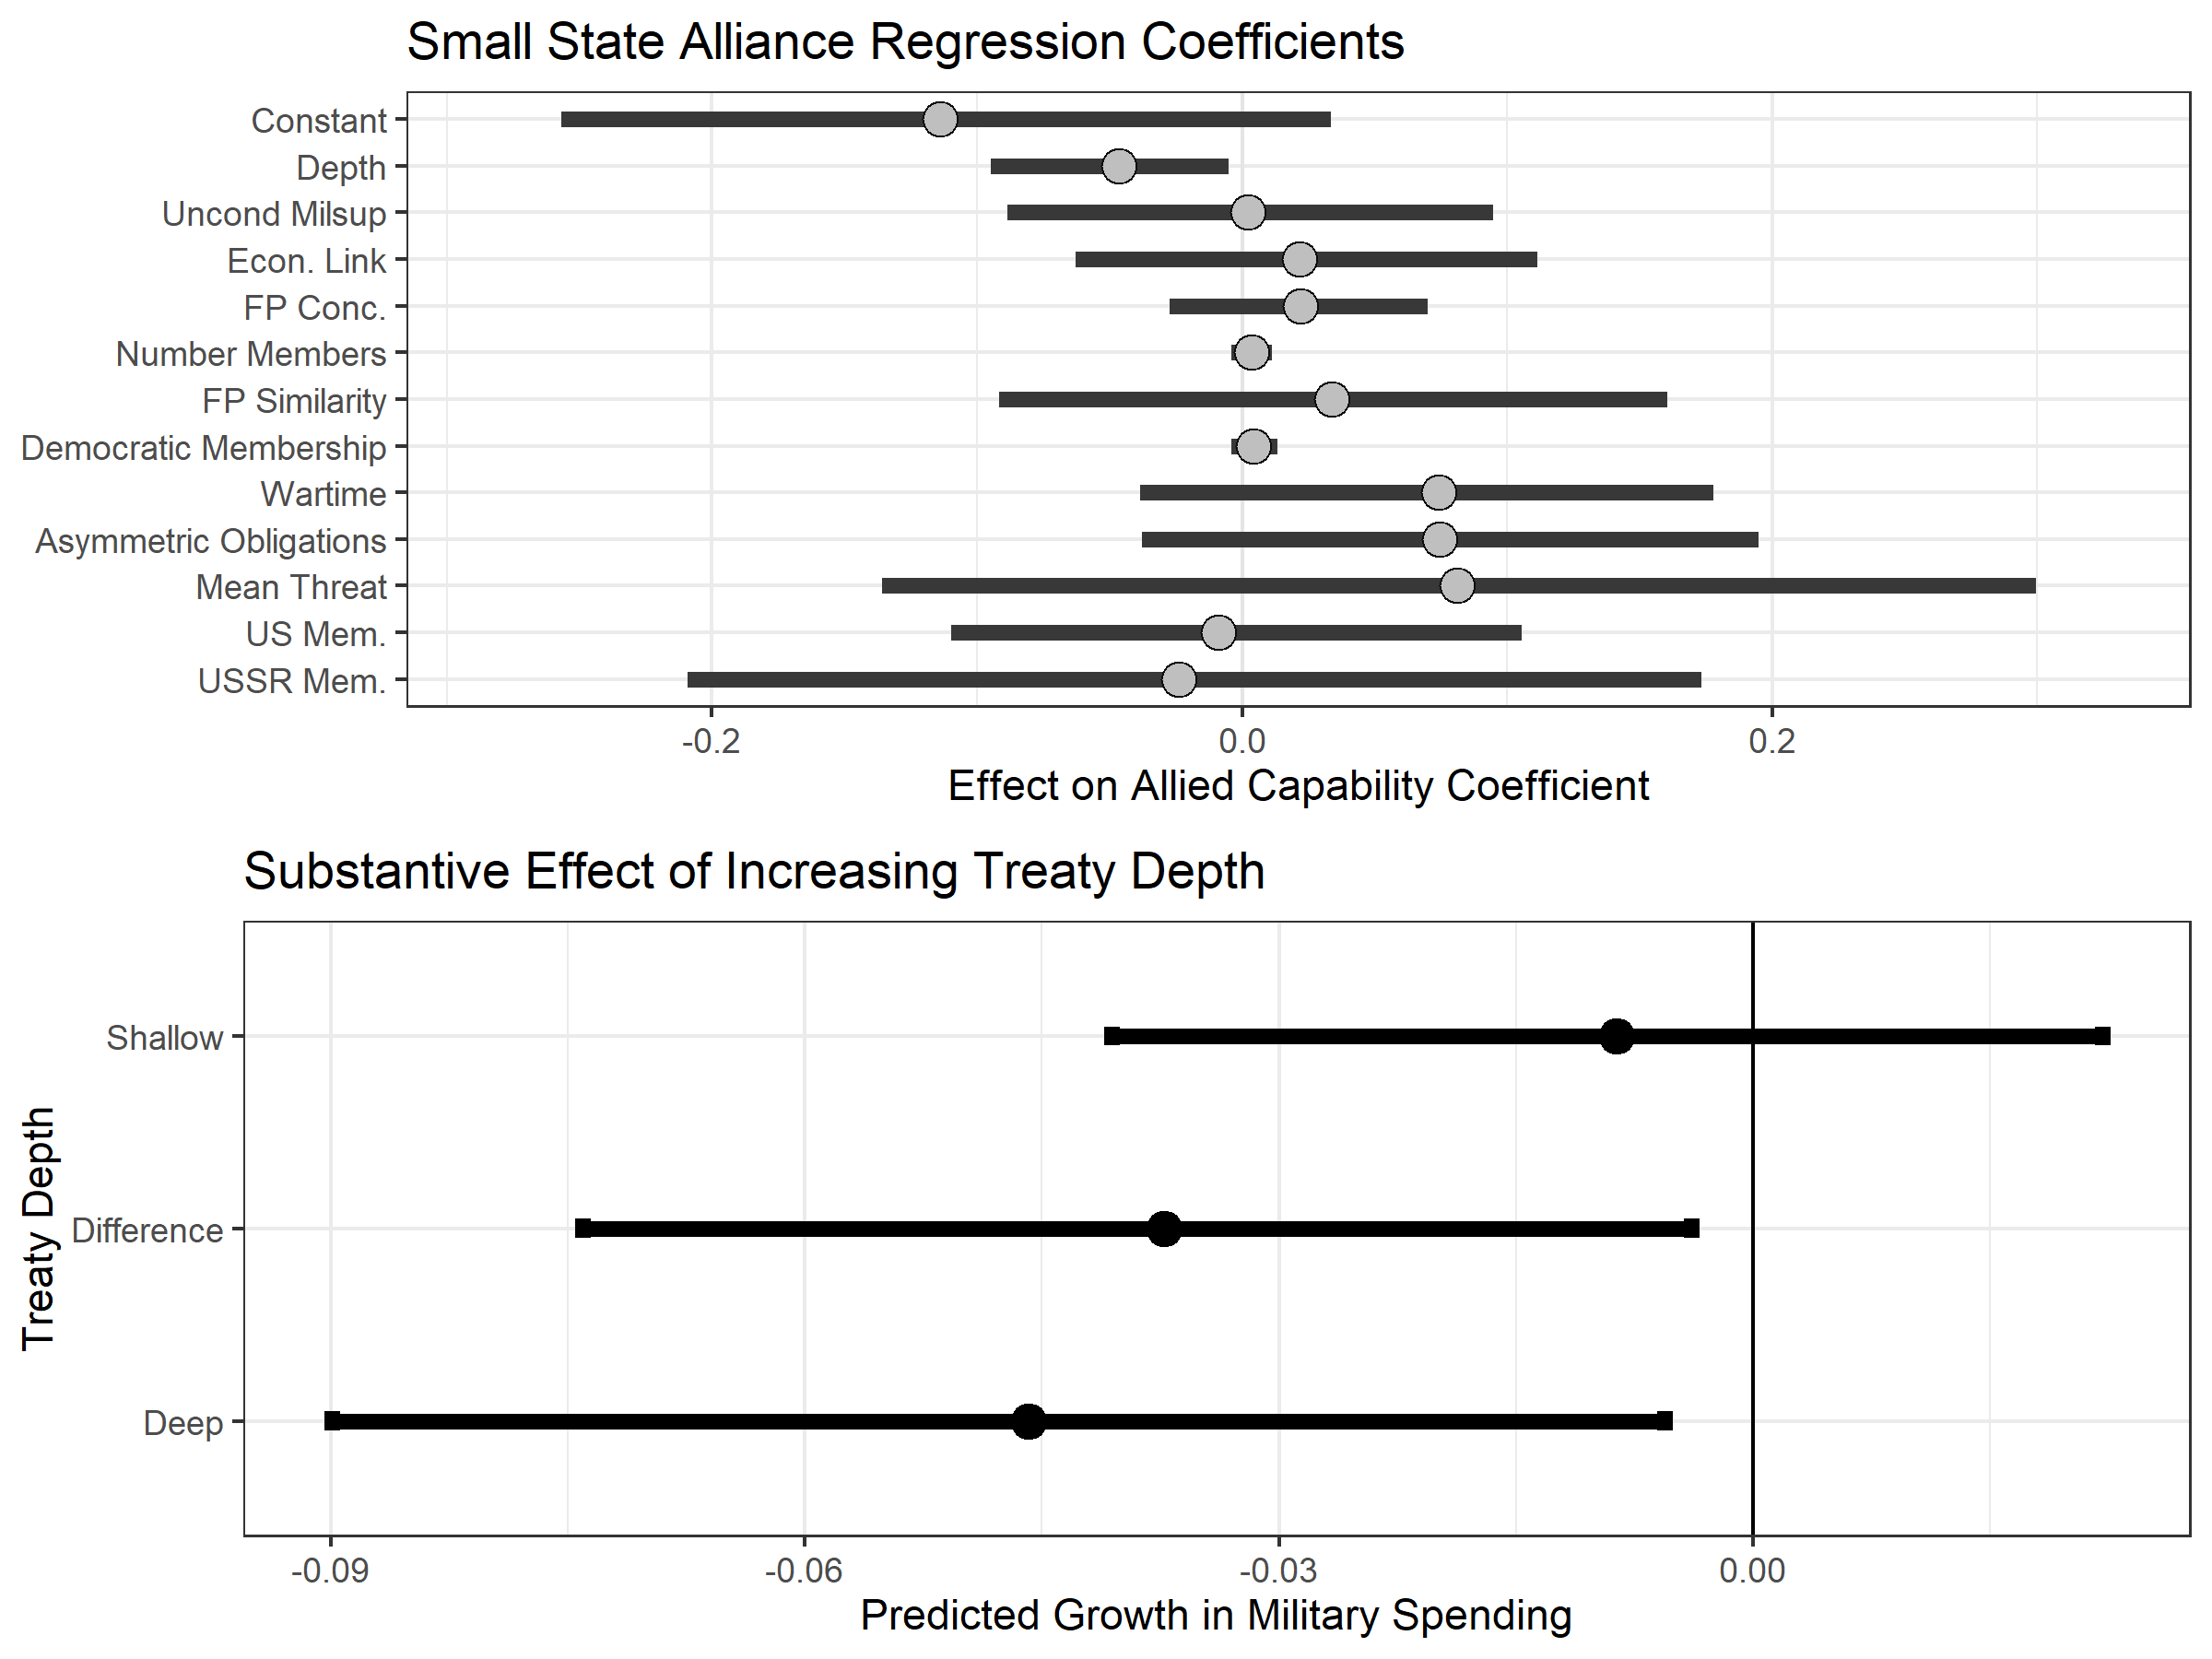 Small State Alliance Regression Coefficients
Constant
Depth
Uncond Milsup
Econ. Link
FP Conc.
Number Members
FP Similarity
Democratic Membership
Wartime
Asymmetric Obligations
Mean Threat
US Mem.
USSR Mem.
-0.2 0.0 0.2
Effect on Allied Capability Coefficient
Substantive Effect of Increasing Treaty Depth
Treaty Depth
Shallow
Difference
Deep
-0.09 -0.06 -0.03 0.00
Predicted Growth in Military Spending